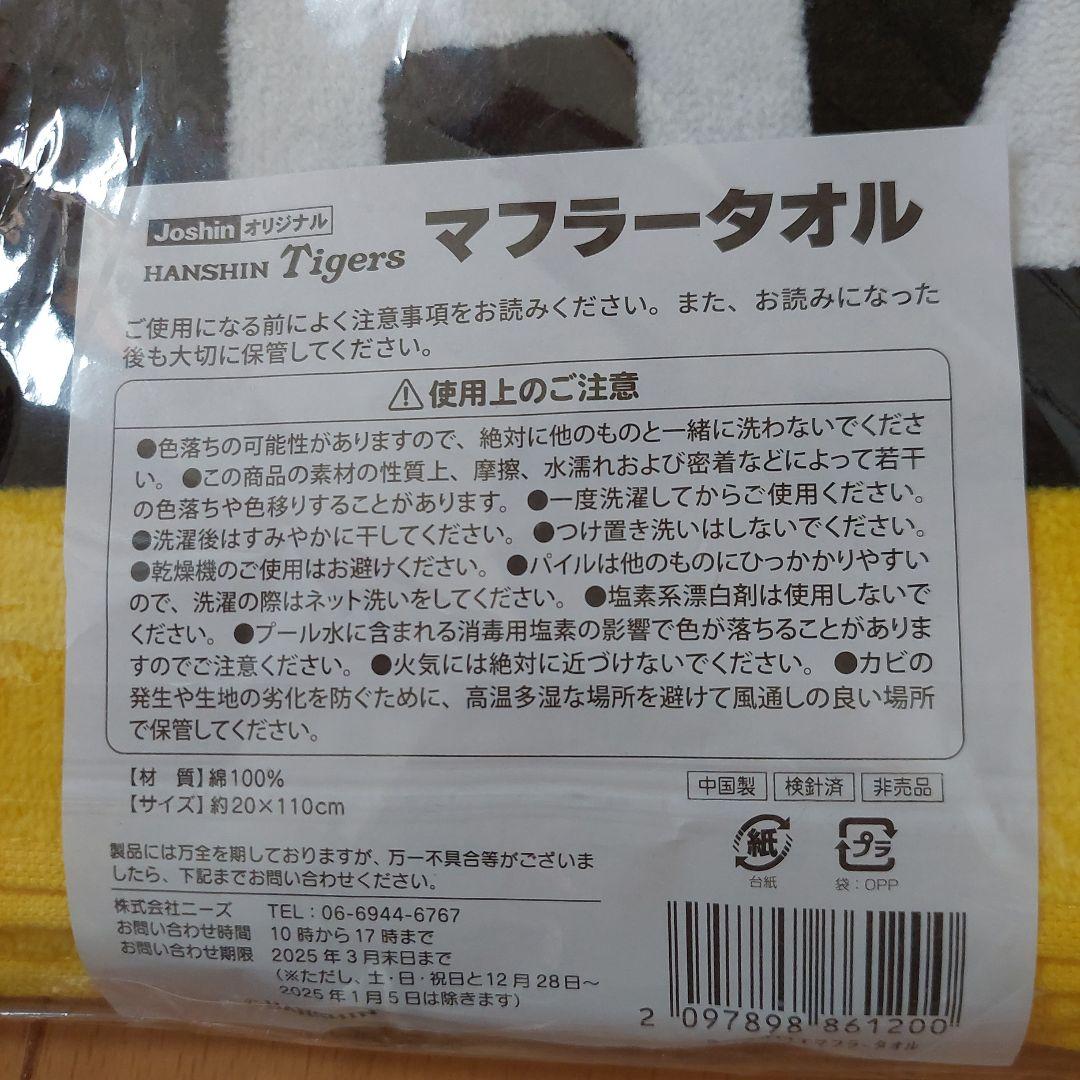 Joshin オリジナル
HANSHIN Tigers
マフラータオル
ご使用になる前によく注意事項をお読みください。また、お読みになった
後も大切に保管してください。
使用上のご注意
●色落ちの可能性がありますので、絶対に他のものと一緒に洗わないでくださ
い。●この商品の素材の性質上、摩擦、水濡れおよび密着などによって若干
の色落ちや色移りすることがあります。●一度洗濯してからご使用ください。
●洗濯後はすみやかに干してください。●つけ置き洗いはしないでください。
●乾燥機のご使用はお避けください。●パイルは他のものにひっかかりやすい
ので、洗濯の際はネット洗いをしてください。●塩素系漂白剤は使用しないで
ください。●プール水に含まれる消毒用塩素の影響で色が落ちることがありま
すのでご注意ください。●火気には絶対に近づけないでください。●カビの
発生や生地の劣化を防ぐために、高温多湿な場所を避けて風通しの良い場所
で保管してください。
【材 質】綿100%
【サイズ】約20×110cm
中国製 検針済 非売品
紙 プラ
台紙 袋:OPP
製品には万全を期しておりますが、万一不具合等がございま
したら、下記までお問い合わせください。
株式会社ニーズ TEL:06-6944-6767
お問い合わせ時間 10時から17時まで
お問い合わせ期限 2025年3月末日まで
(※ただし、土・日・祝日と12月28日～
2025年1月5日は除きます)
HANSHIN
2 097898 861200
マフラータオル